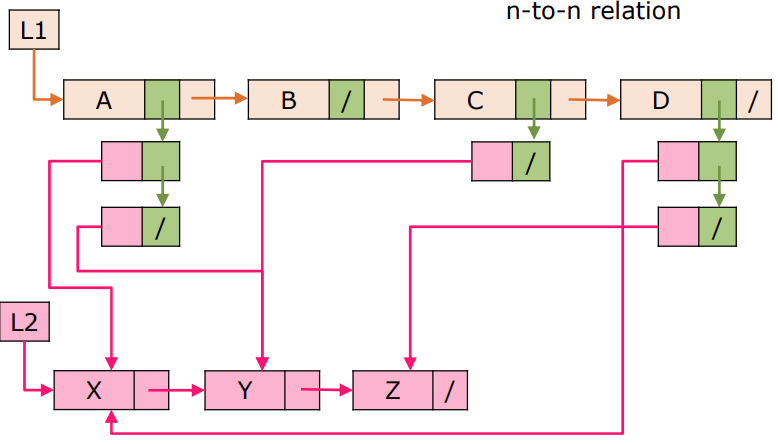 n-to-n relation
L1
A
B /
C
D /
/
/ /
L2
X Y Z /